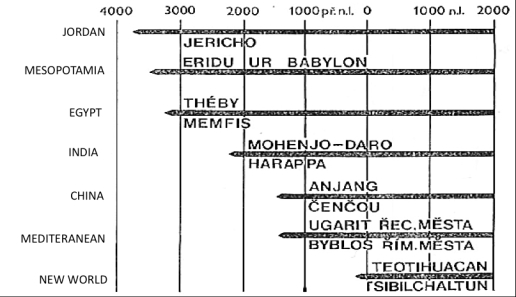 4000 3000 2000 1000 př.n.l. 0 1000 n.l. 2000
JORDAN
JERICHO
MESOPOTAMIA ERIDU UR BABYLON
THÉBY
EGYPT
MEMFIS
MOHENJO-DARO
INDIA
HARAPPA
ANJANG
CHINA
ČENČOU
UGARIT ŘEC. MĚSTA
MEDITERANEAN
BYBLOS ŘÍM. MĚSTA
TEOTIHUACAN
NEW WORLD
TSIBILCHALTUN